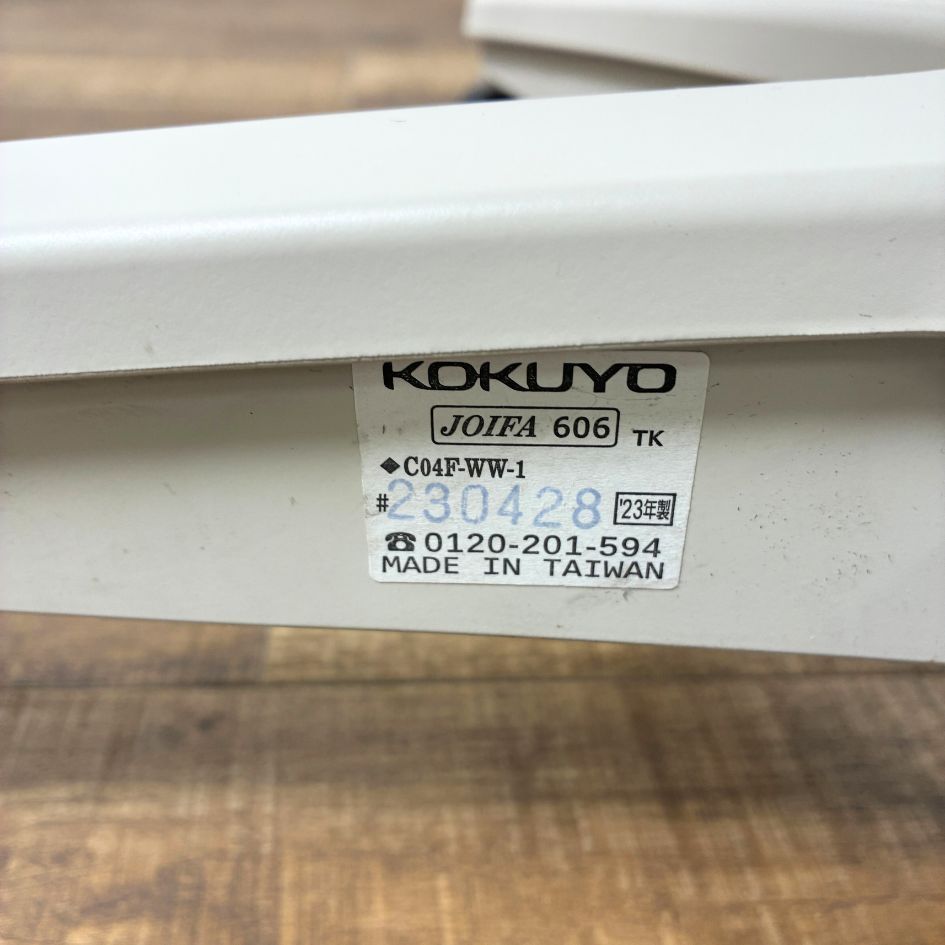 KOKUYO
JOIFA 606 TK
◆C04F-WW-1
#230428 '23年製
☎0120-201-594
MADE IN TAIWAN